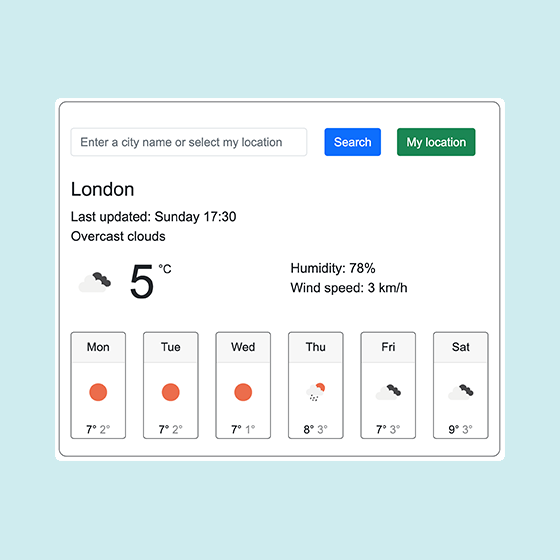 Enter a city name or select my location Search My location
London
Last updated: Sunday 17:30
Overcast clouds
5 °C
Humidity: 78%
Wind speed: 3 km/h
Mon Tue Wed Thu Fri Sat
7° 2° 7° 2° 7° 1° 8° 3° 7° 3° 9° 3°